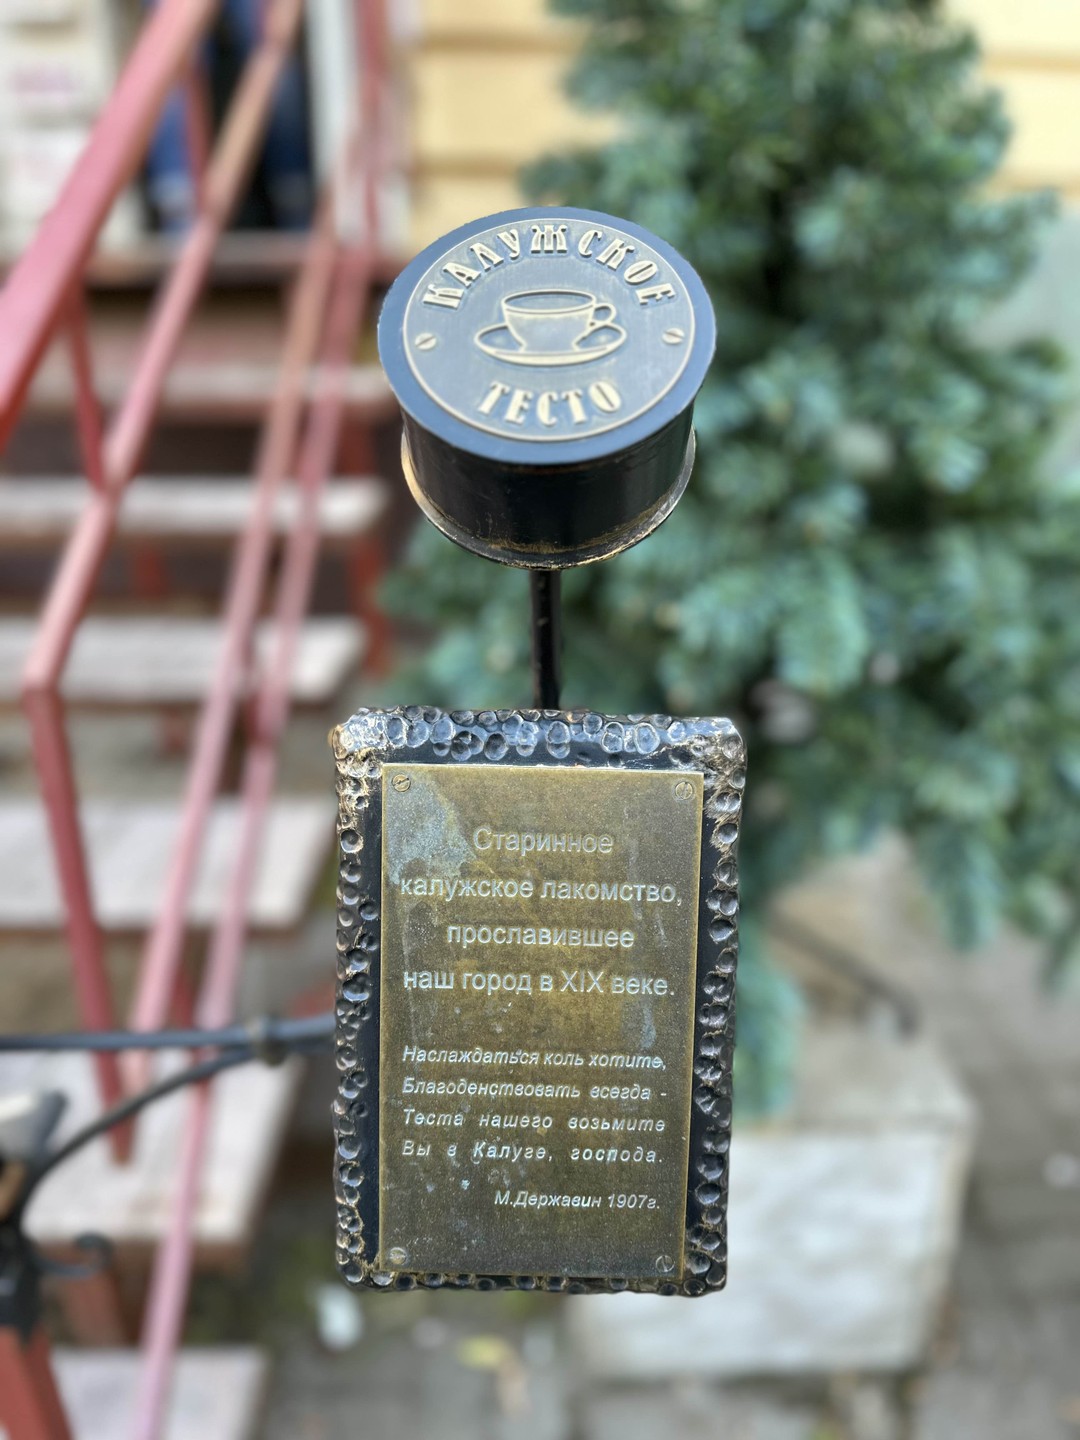 КАЛУЖСКОЕ
ТЕСТО
Старинное
калужское лакомство,
прославившее
наш город в XIX веке.
Наслаждаться коль хотите,
Благоденствовать всегда -
Теста нашего возьмите
Вы в Калуге, господа.
М.Державин 1907г.